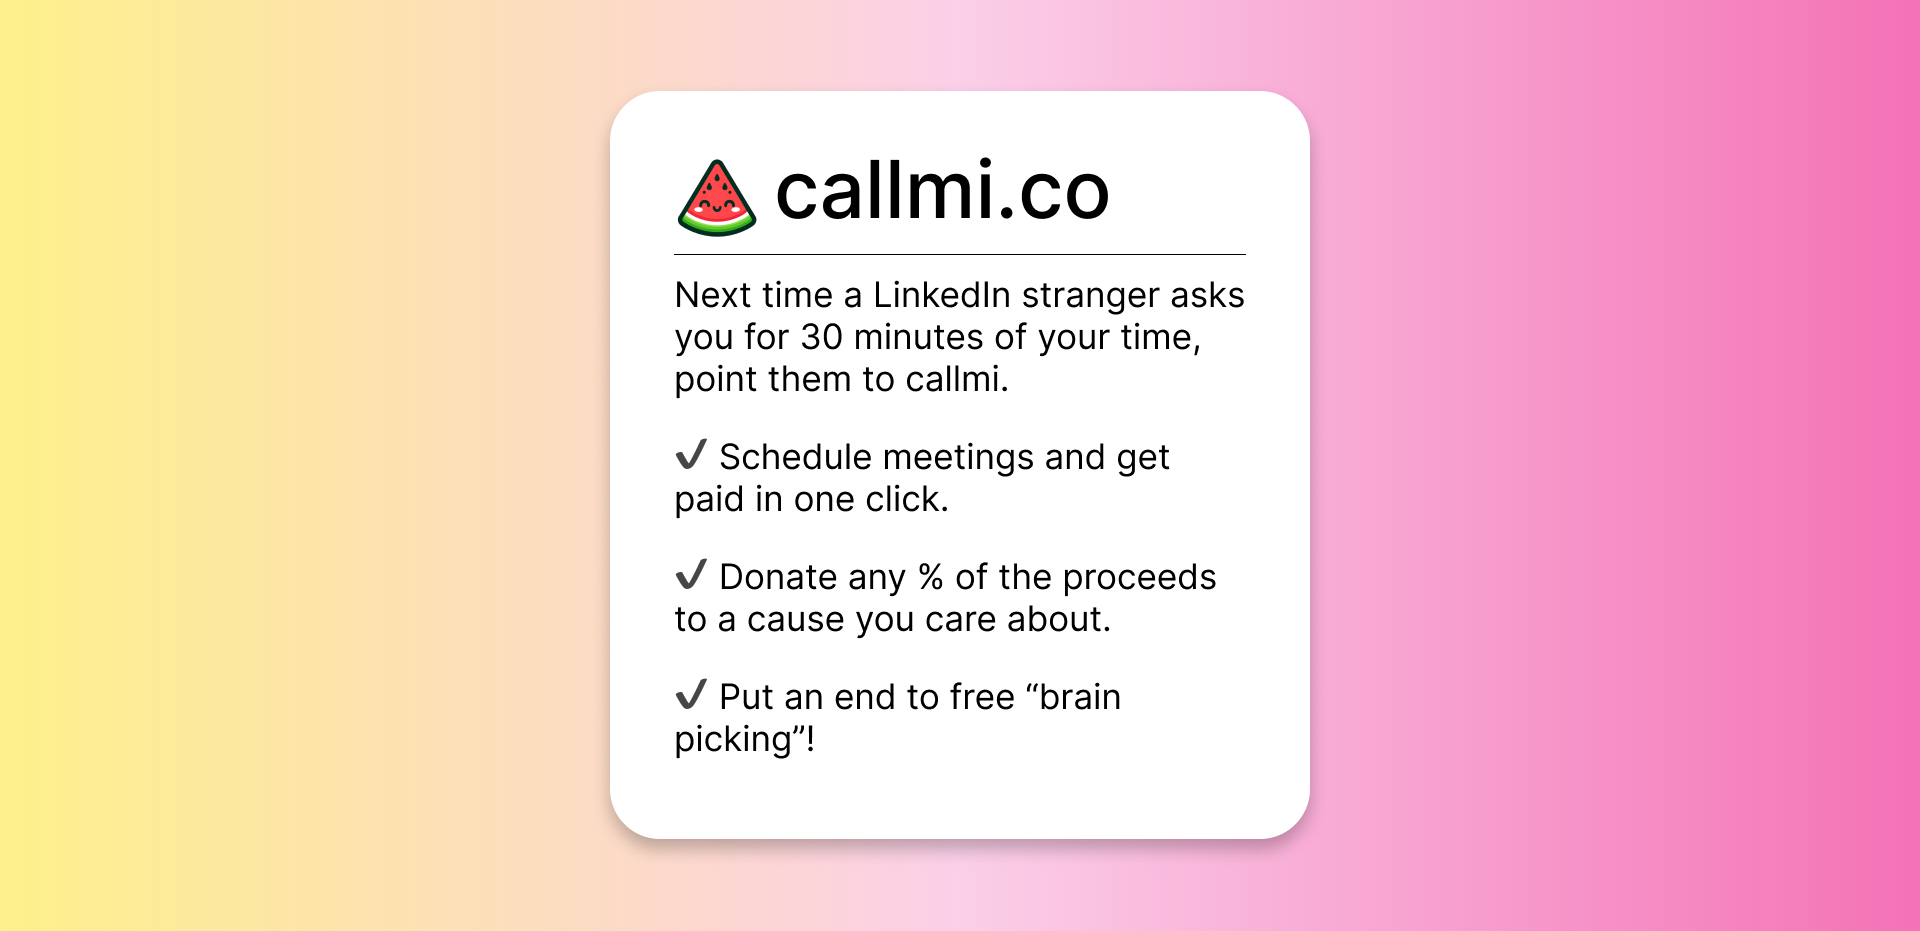 callmi.co
Next time a LinkedIn stranger asks
you for 30 minutes of your time,
point them to callmi.
✔ Schedule meetings and get
paid in one click.
✔ Donate any % of the proceeds
to a cause you care about.
✔ Put an end to free “brain
picking”!